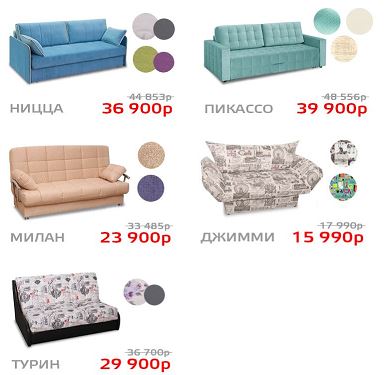 44 853р
НИЦЦА 36 900р
48 556р
ПИКАССО 39 900р
33 485р
МИЛАН 23 900р
17 990р
ДЖИММИ 15 990р
36 700р
ТУРИН 29 900р